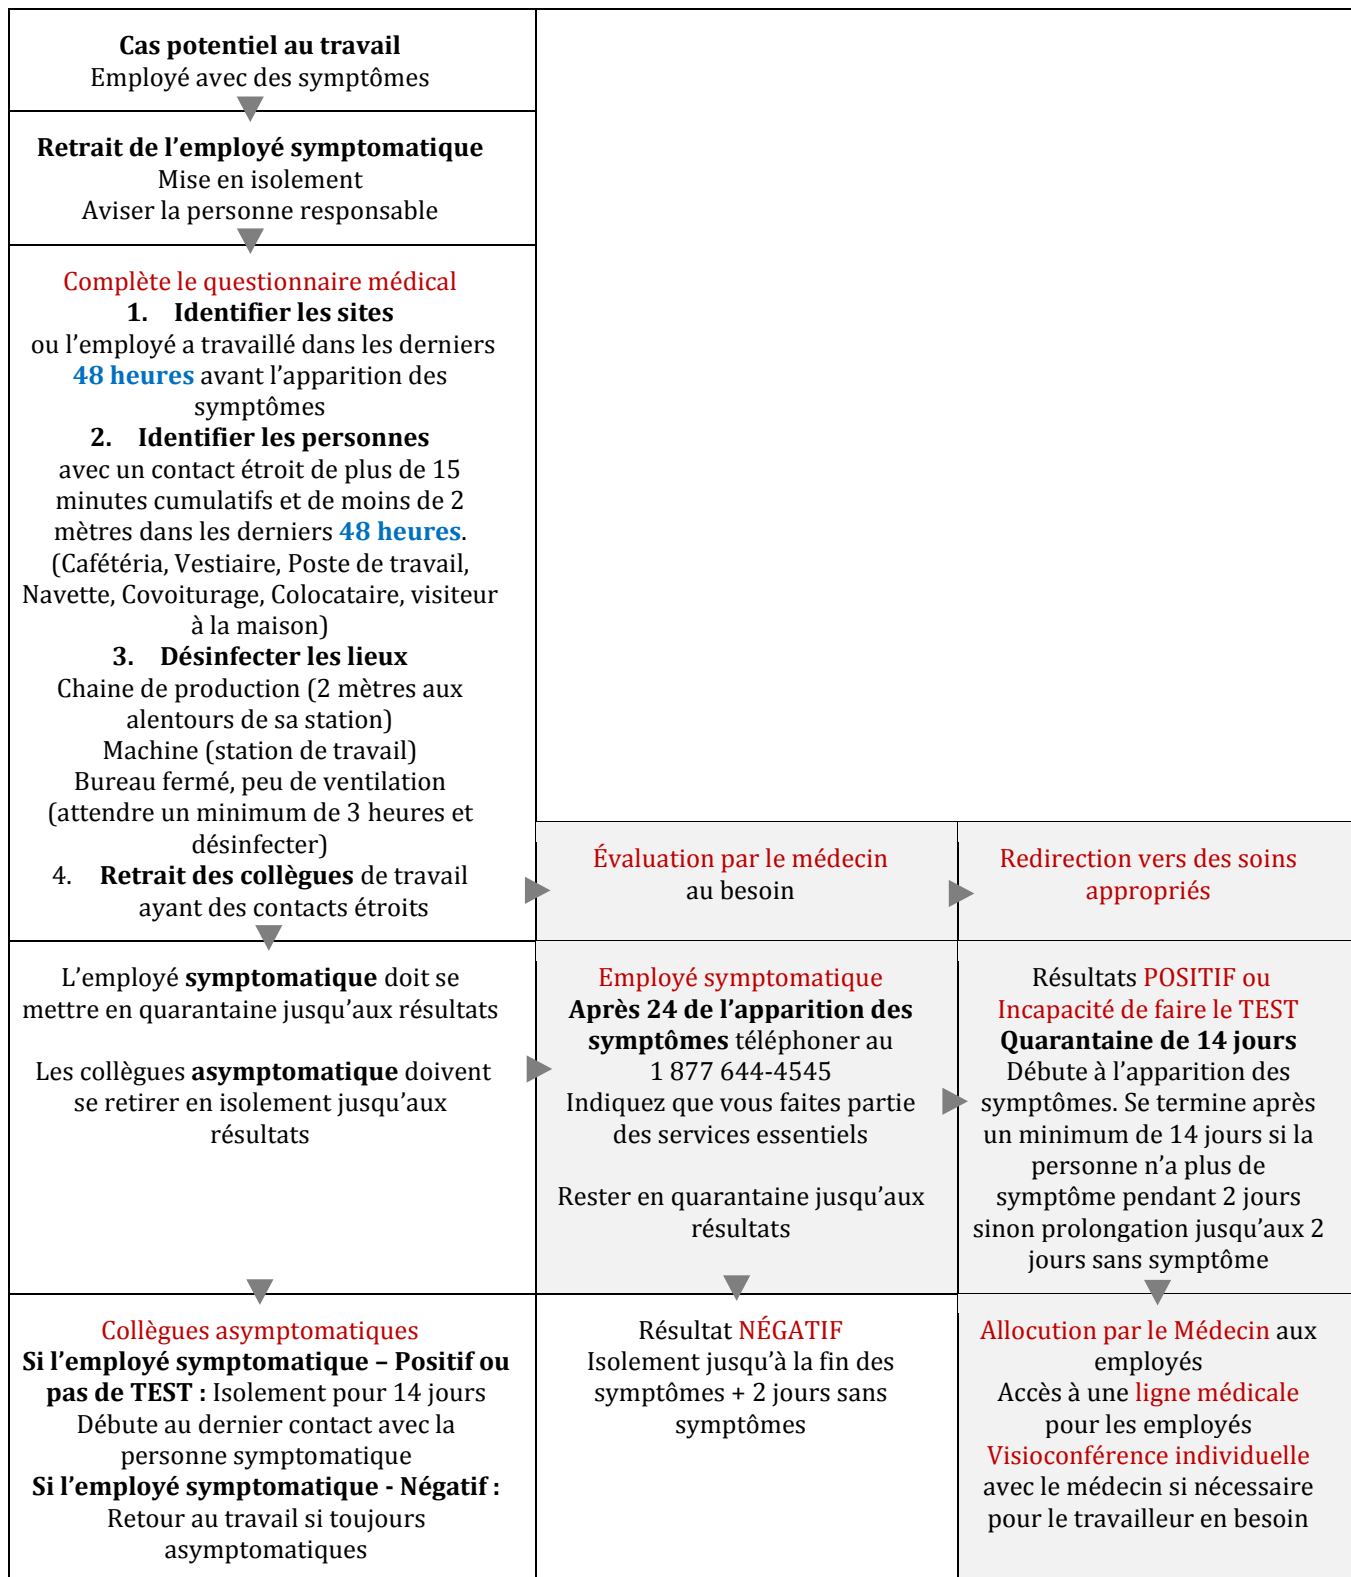 Cas potentiel au travail
Employé avec des symptômes
Retrait de l’employé symptomatique
Mise en isolement
Aviser la personne responsable
Complète le questionnaire médical
1. Identifier les sites
ou l’employé a travaillé dans les derniers
48 heures avant l’apparition des
symptômes
2. Identifier les personnes
avec un contact étroit de plus de 15
minutes cumulatifs et de moins de 2
mètres dans les derniers 48 heures.
(Cafétéria, Vestiaire, Poste de travail,
Navette, Covoiturage, Colocataire, visiteur
à la maison)
3. Désinfecter les lieux
Chaine de production (2 mètres aux
alentours de sa station)
Machine (station de travail)
Bureau fermé, peu de ventilation
(attendre un minimum de 3 heures et
désinfecter)
4. Retrait des collègues de travail
ayant des contacts étroits
Évaluation par le médecin
au besoin
Redirection vers des soins
appropriés
L’employé symptomatique doit se
mettre en quarantaine jusqu’aux résultats
Les collègues asymptomatique doivent
se retirer en isolement jusqu’aux
résultats
Employé symptomatique
Après 24 de l’apparition des
symptômes téléphoner au
1 877 644-4545
Indiquez que vous faites partie
des services essentiels
Rester en quarantaine jusqu’aux
résultats
Résultats POSITIF ou
Incapacité de faire le TEST
Quarantaine de 14 jours
Débute à l’apparition des
symptômes. Se termine après
un minimum de 14 jours si la
personne n’a plus de
symptôme pendant 2 jours
sinon prolongation jusqu’aux 2
jours sans symptôme
Collègues asymptomatiques
Si l’employé symptomatique – Positif ou
pas de TEST : Isolement pour 14 jours
Débute au dernier contact avec la
personne symptomatique
Si l’employé symptomatique - Négatif :
Retour au travail si toujours
asymptomatiques
Résultat NÉGATIF
Isolement jusqu’à la fin des
symptômes + 2 jours sans
symptômes
Allocution par le Médecin aux
employés
Accès à une ligne médicale
pour les employés
Visioconférence individuelle
avec le médecin si nécessaire
pour le travailleur en besoin